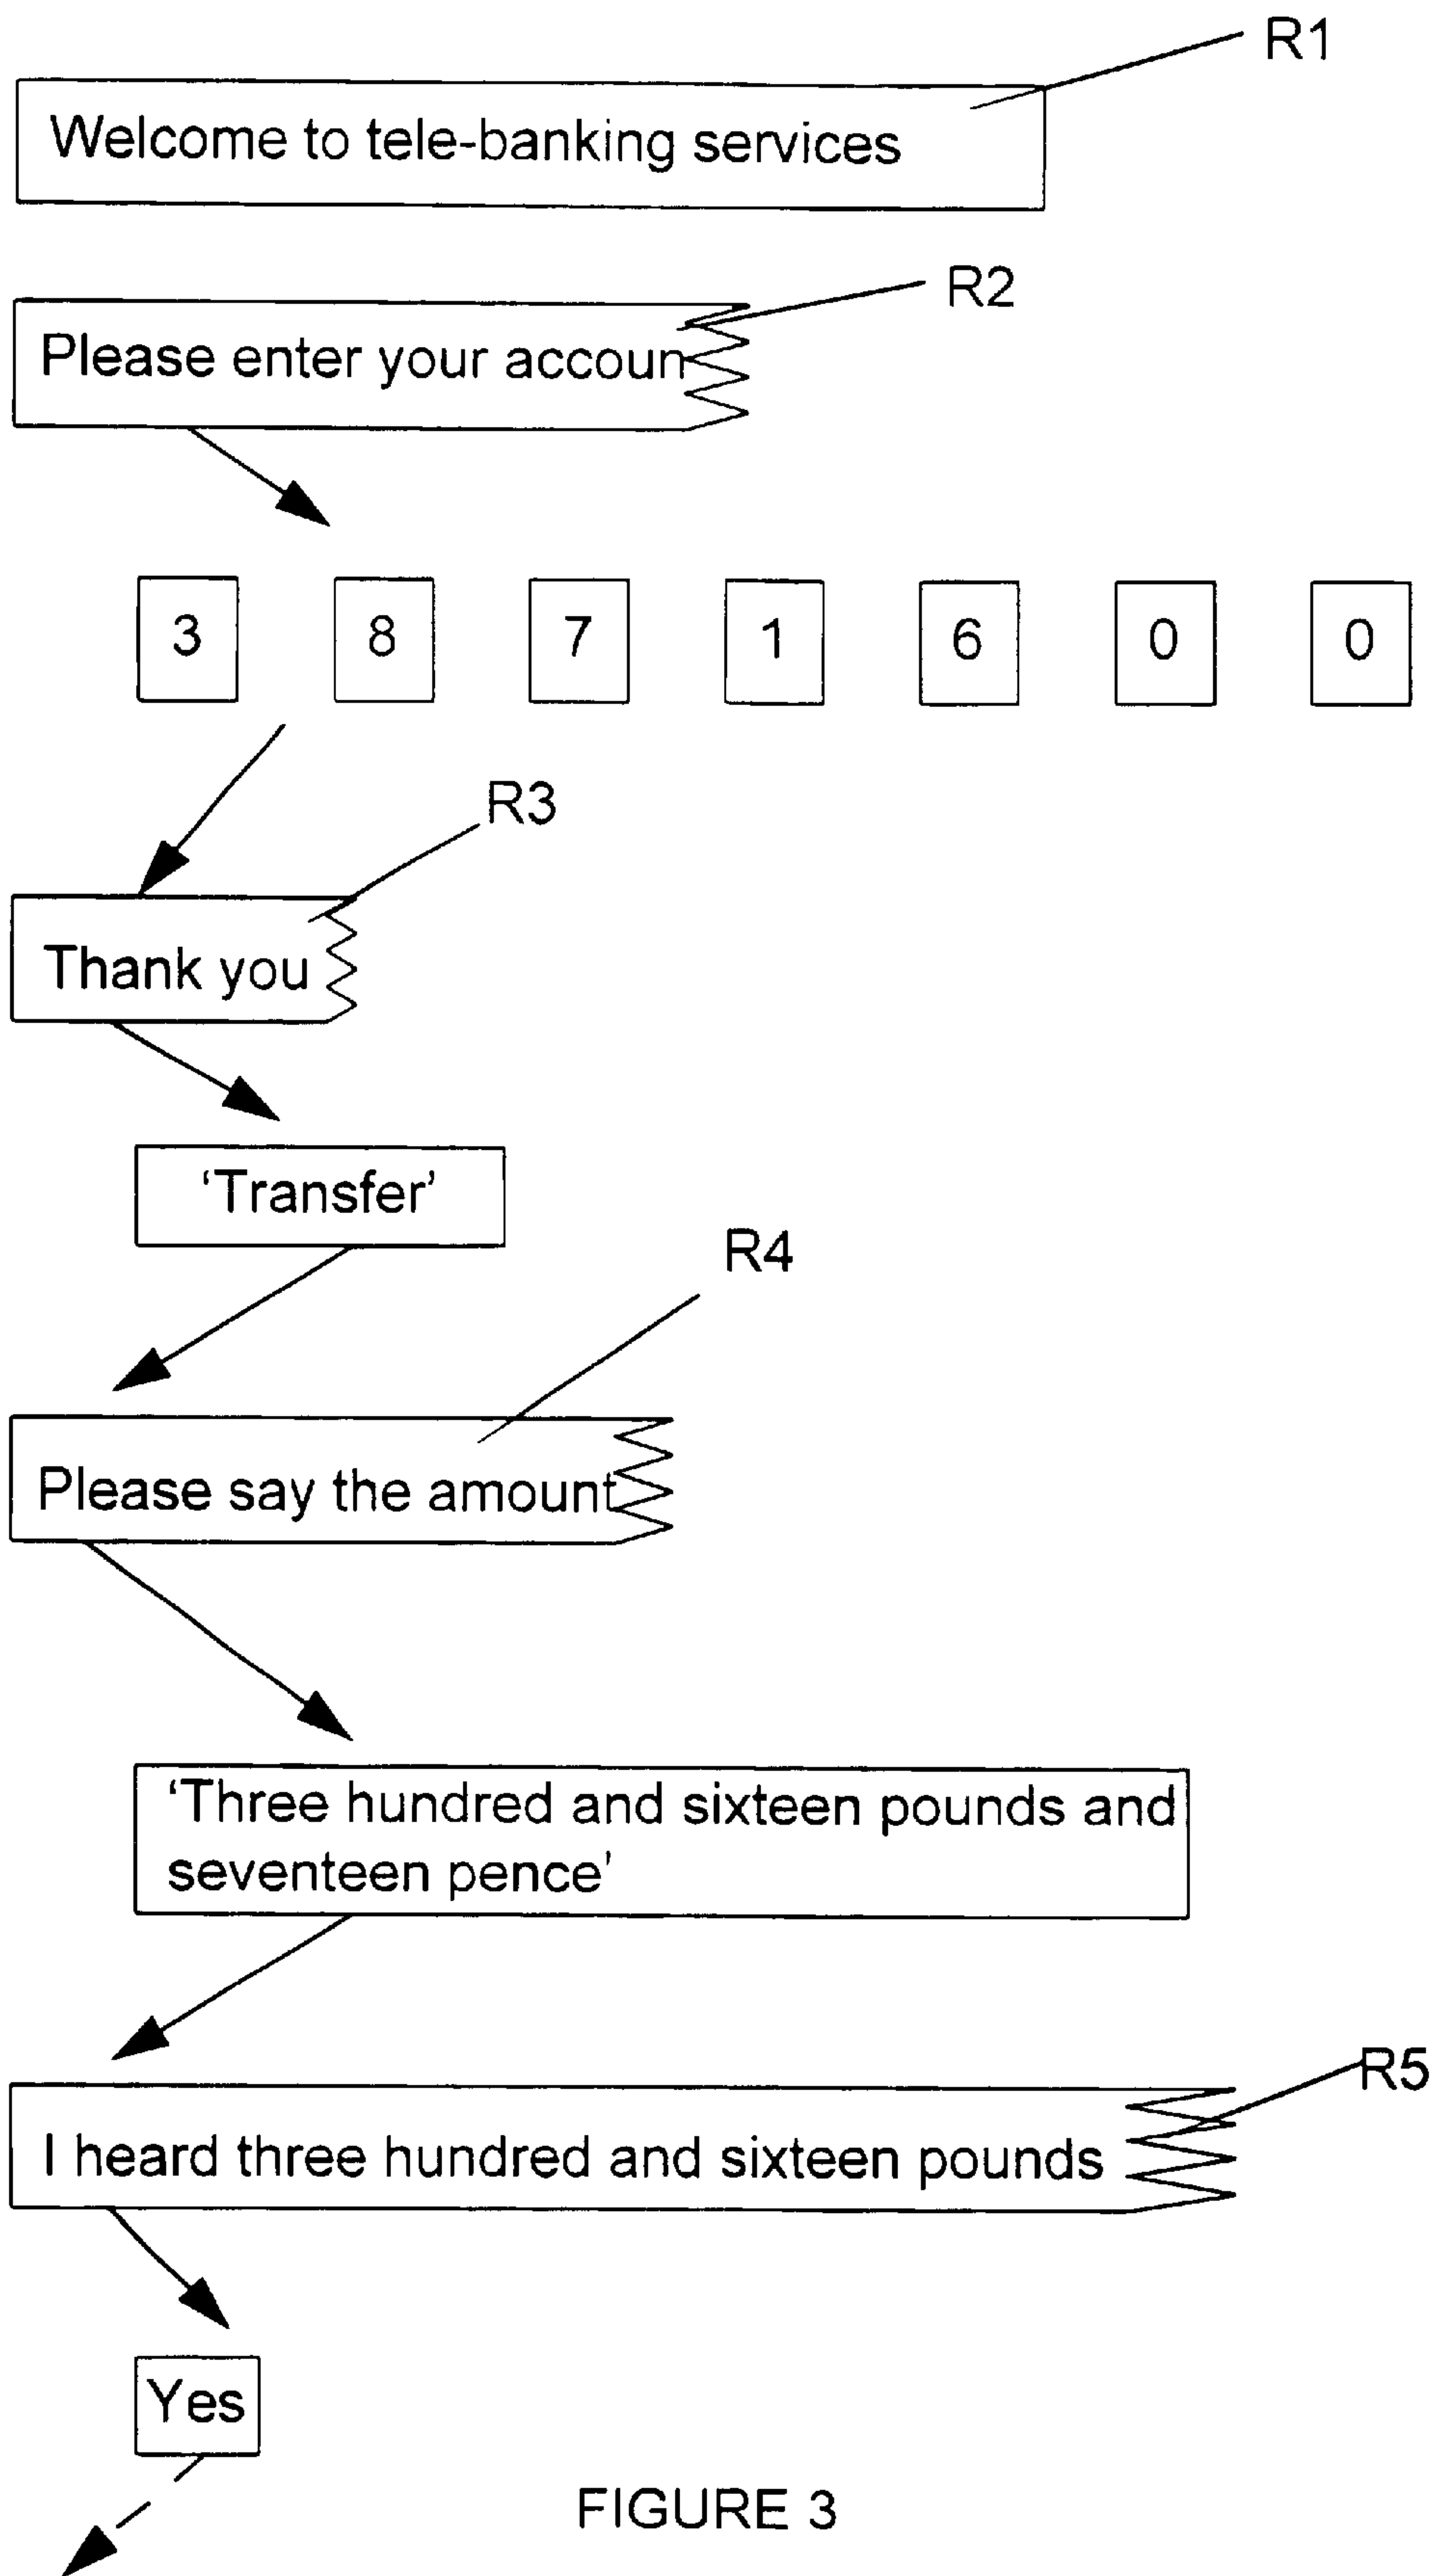 R1
Welcome to tele-banking services
R2
Please enter your accoun
3 8 7 1 6 0 0
R3
Thank you
‘Transfer’
R4
Please say the amount
‘Three hundred and sixteen pounds and
seventeen pence’
R5
I heard three hundred and sixteen pounds
Yes
FIGURE 3